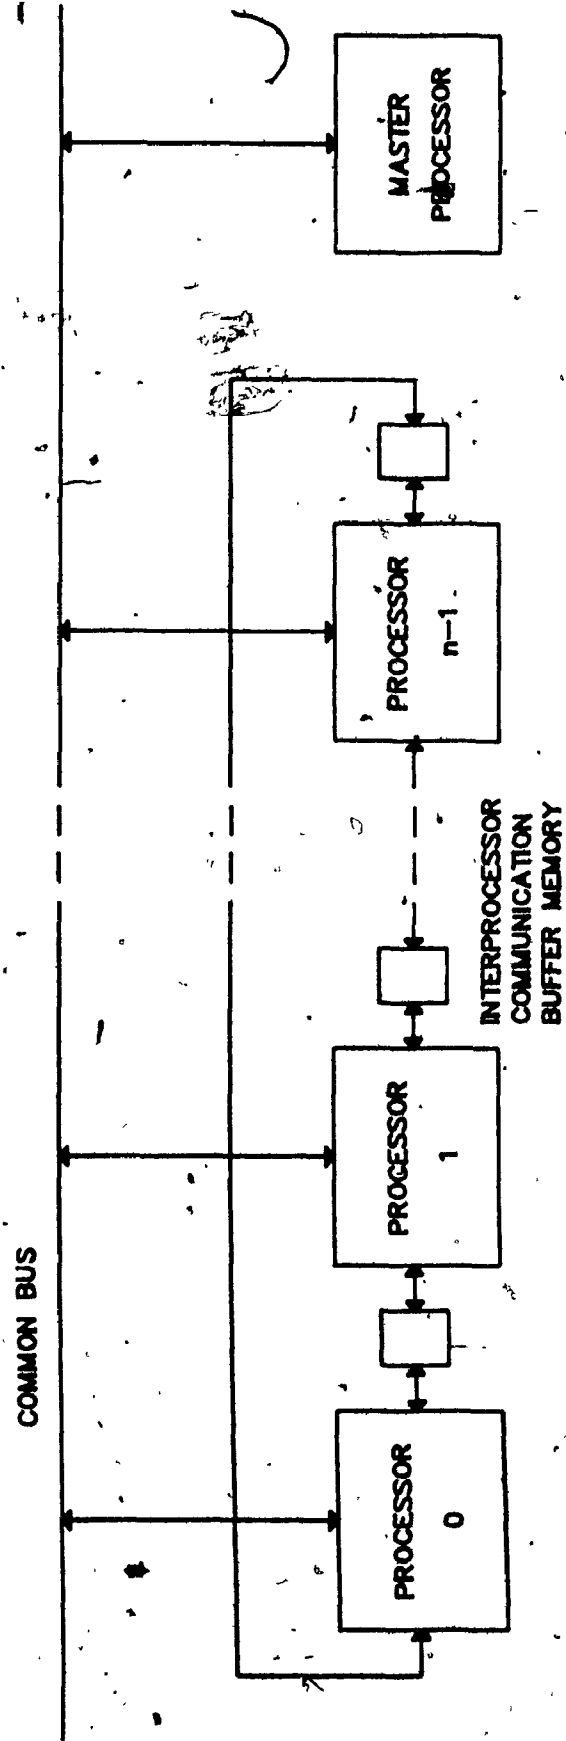 COMMON BUS
PROCESSOR
0
PROCESSOR
1
PROCESSOR
n-1
MASTER
PROCESSOR
INTERPROCESSOR
COMMUNICATION
BUFFER MEMORY